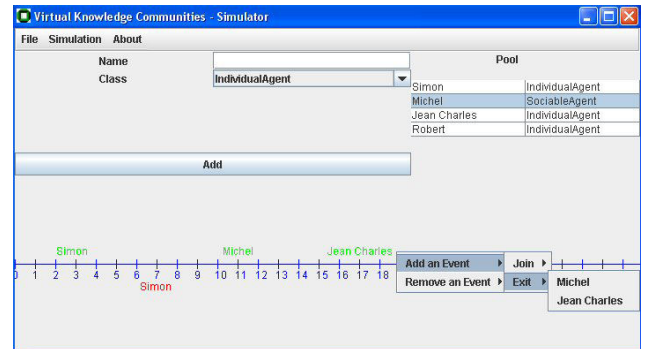 Virtual Knowledge Communities - Simulator
File Simulation About
Name
Class IndividualAgent
Pool
Simon IndividualAgent
Michel SociableAgent
Jean Charles IndividualAgent
Robert IndividualAgent
Add
Simon Michel Jean Charles
0 1 2 3 4 5 6 7 8 9 10 11 12 13 14 15 16 17 18
Simon
Add an Event Join
Remove an Event Exit Michel
Jean Charles